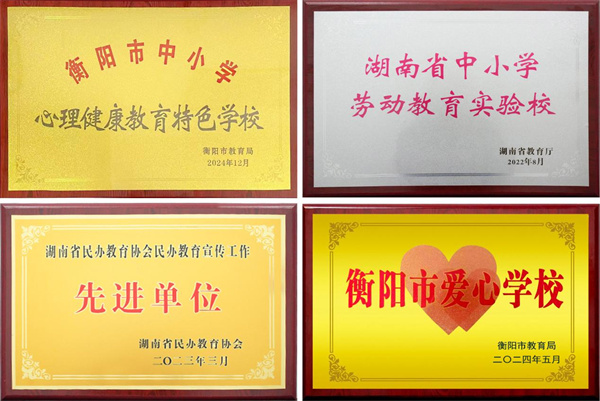 衡阳市中小学
心理健康教育特色学校
衡阳市教育局
2024年12月
湖南省中小学
劳动教育实验校
湖南省教育厅
2022年8月
湖南省民办教育协会民办教育宣传工作
先进单位
湖南省民办教育协会
二〇二三年三月
衡阳市爱心学校
衡阳市教育局
二〇二四年五月